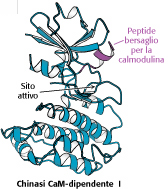 Peptide
bersaglio
per la
calmodulina
Sito
attivo
Chinasi CaM-dipendente I